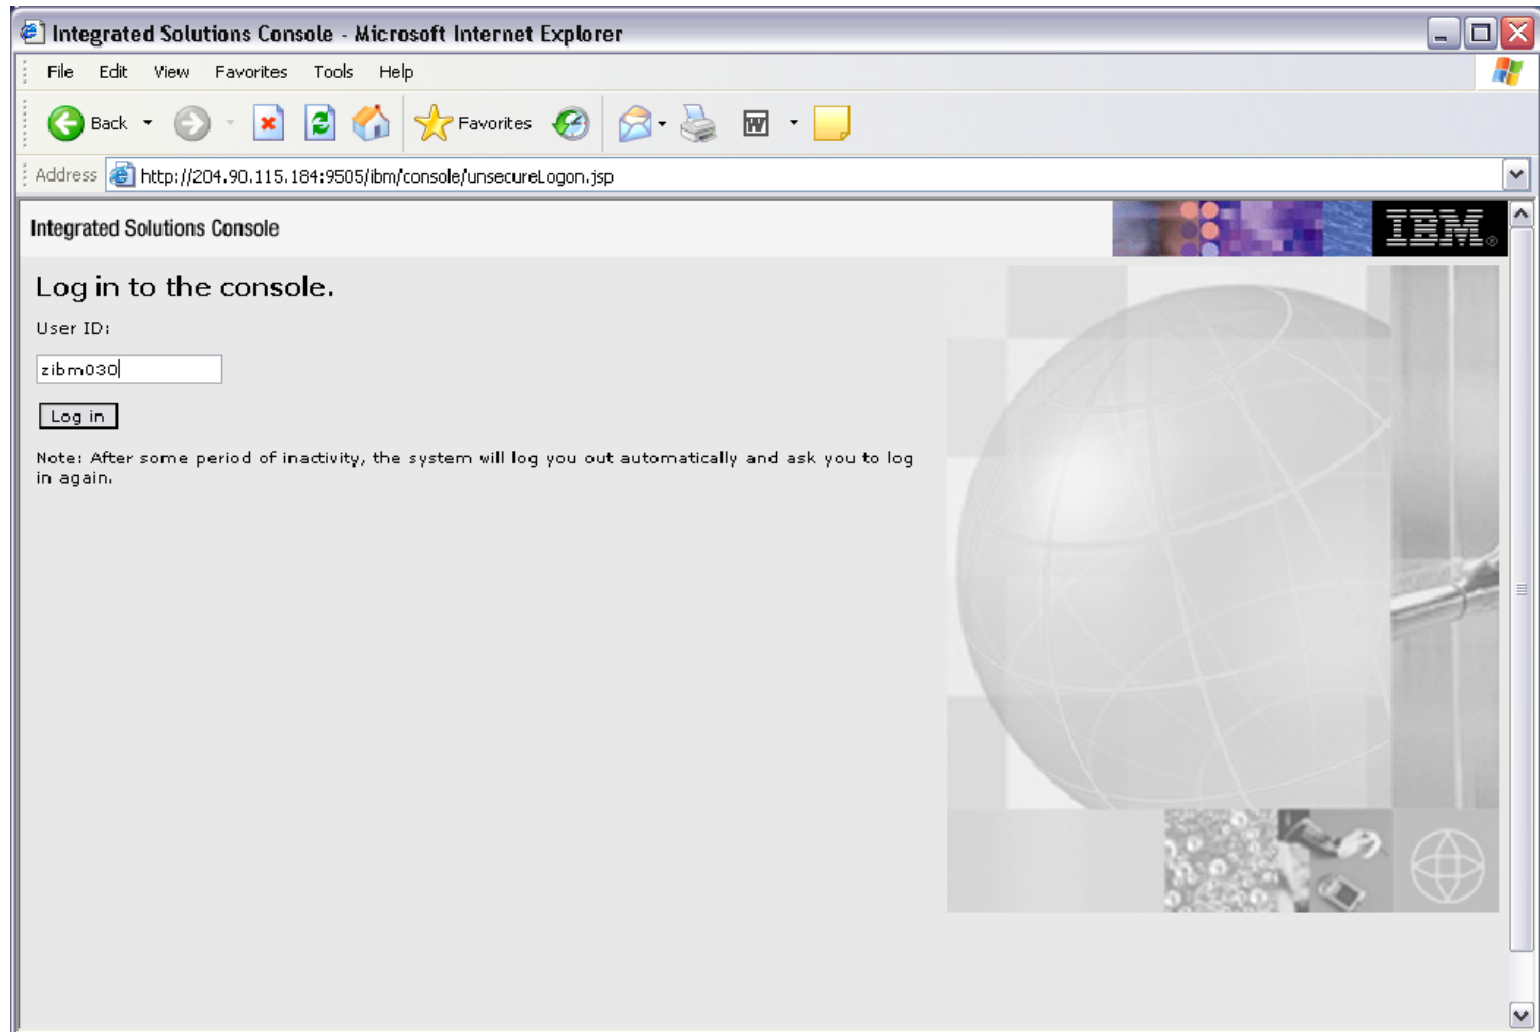 Integrated Solutions Console - Microsoft Internet Explorer
File Edit View Favorites Tools Help
Back Favorites
Address http://204.90.115.184:9505/ibm/console/unsecureLogon.jsp
Integrated Solutions Console IBM®
Log in to the console.
User ID:
zibm030
Log in
Note: After some period of inactivity, the system will log you out automatically and ask you to log
in again.